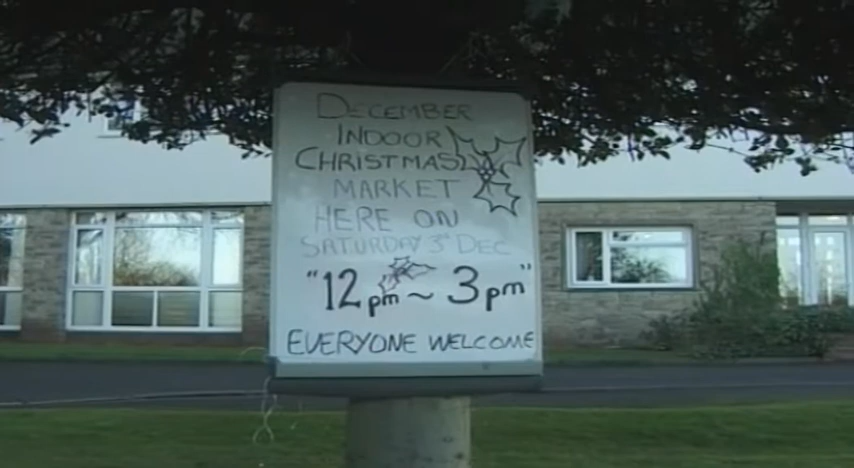 DECEMBER
INDOOR
CHRISTMAS
MARKET
HERE ON
SATURDAY 3rd DEC
"12pm ~ 3pm"
EVERYONE WELCOME